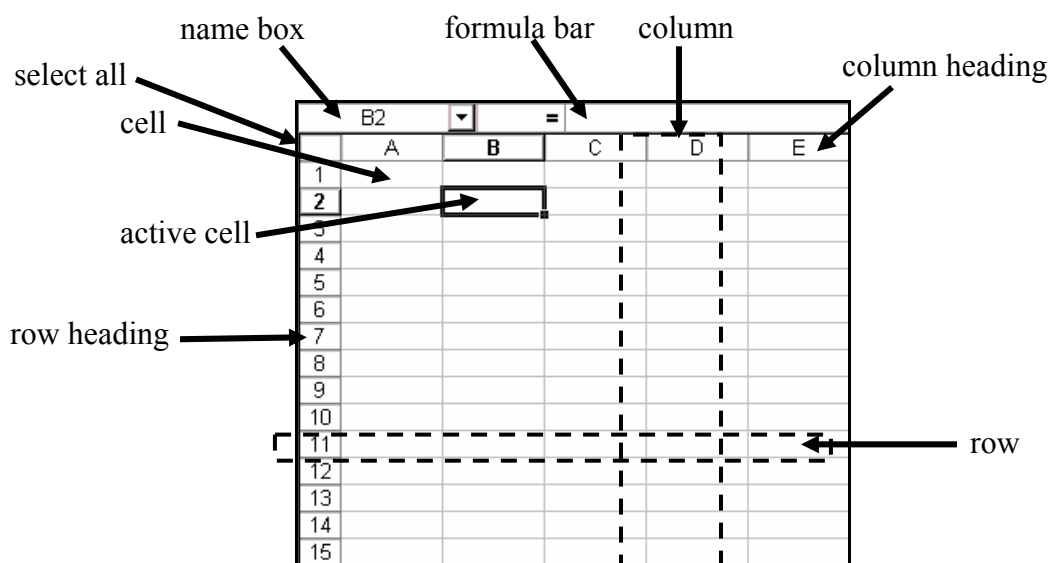 name box formula bar column
select all column heading
cell B2 =
A B C D E
1
2
active cell 3
4
5
6
row heading 7
8
9
10
11 row
12
13
14
15